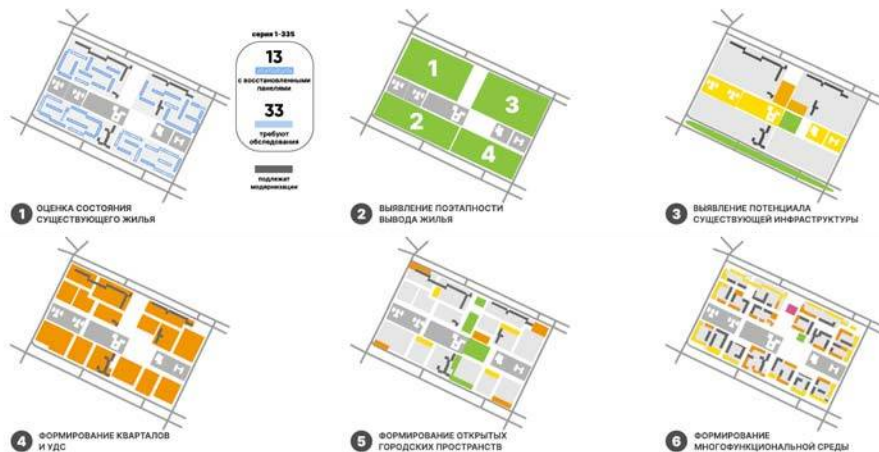 серия 1-335
13
с восстановленными
панелями
33
требуют
обследования
подлежат
модернизации
1 ОЦЕНКА СОСТОЯНИЯ
СУЩЕСТВУЮЩЕГО ЖИЛЬЯ
1
2
3
4
2 ВЫЯВЛЕНИЕ ПОЭТАПНОСТИ
ВЫВОДА ЖИЛЬЯ
3 ВЫЯВЛЕНИЕ ПОТЕНЦИАЛА
СУЩЕСТВУЮЩЕЙ ИНФРАСТРУКТУРЫ
4 ФОРМИРОВАНИЕ КВАРТАЛОВ
И УДС
5 ФОРМИРОВАНИЕ ОТКРЫТЫХ
ГОРОДСКИХ ПРОСТРАНСТВ
6 ФОРМИРОВАНИЕ
МНОГОФУНКЦИОНАЛЬНОЙ СРЕДЫ